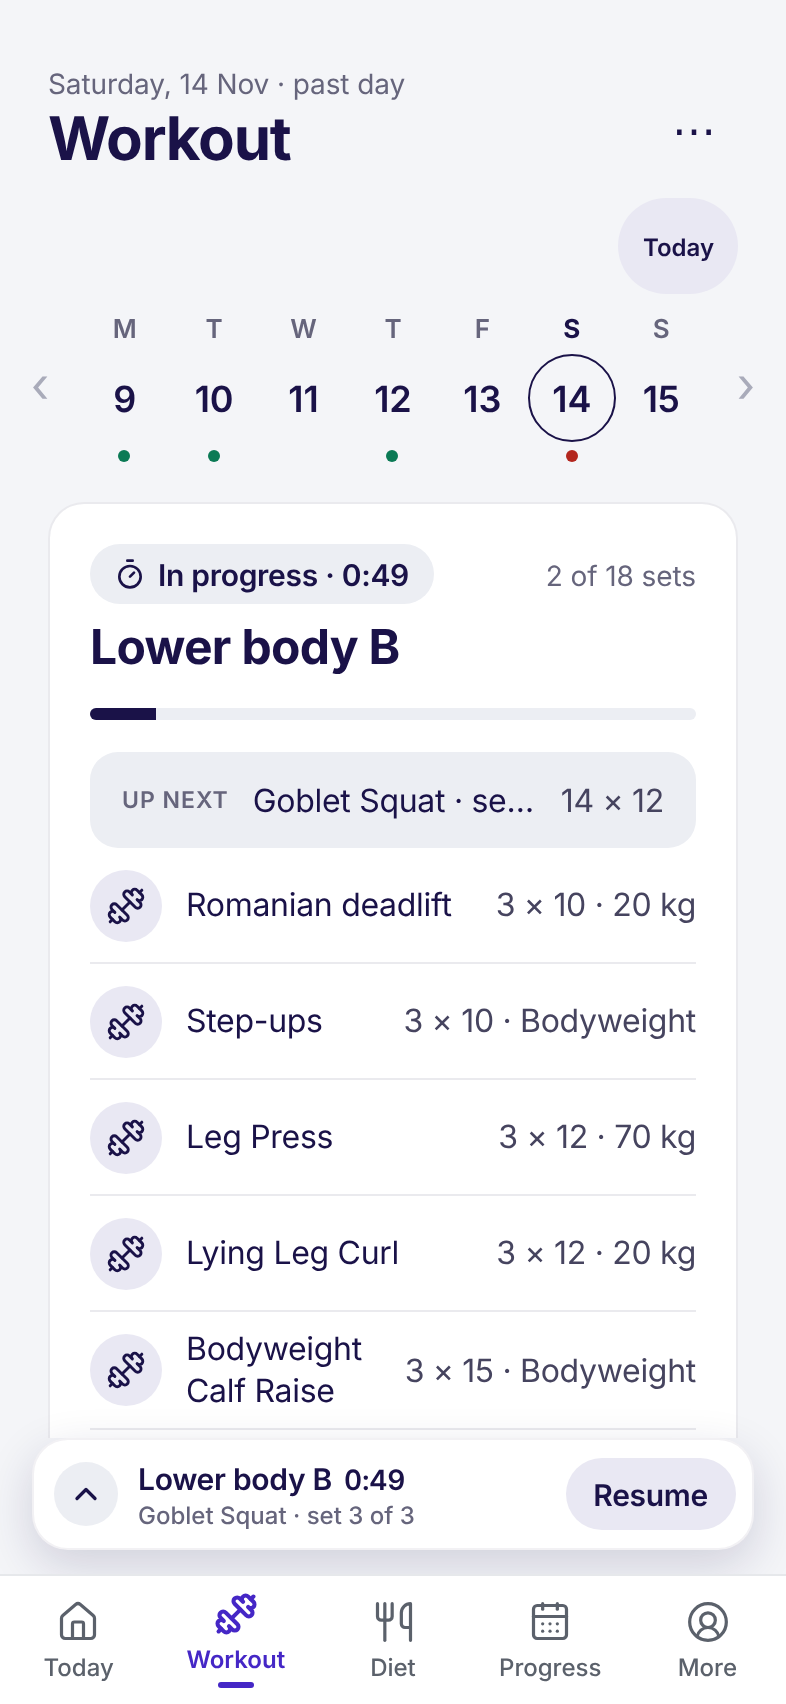 Saturday, 14 Nov · past day
Workout
...
Today
M T W T F S S
‹ 9 10 11 12 13 14 15 ›
In progress · 0:49 2 of 18 sets
Lower body B
UP NEXT Goblet Squat · se... 14 × 12
Romanian deadlift 3 × 10 · 20 kg
Step-ups 3 × 10 · Bodyweight
Leg Press 3 × 12 · 70 kg
Lying Leg Curl 3 × 12 · 20 kg
Bodyweight
Calf Raise 3 × 15 · Bodyweight
Lower body B 0:49
Goblet Squat · set 3 of 3
Resume
Today Workout Diet Progress More